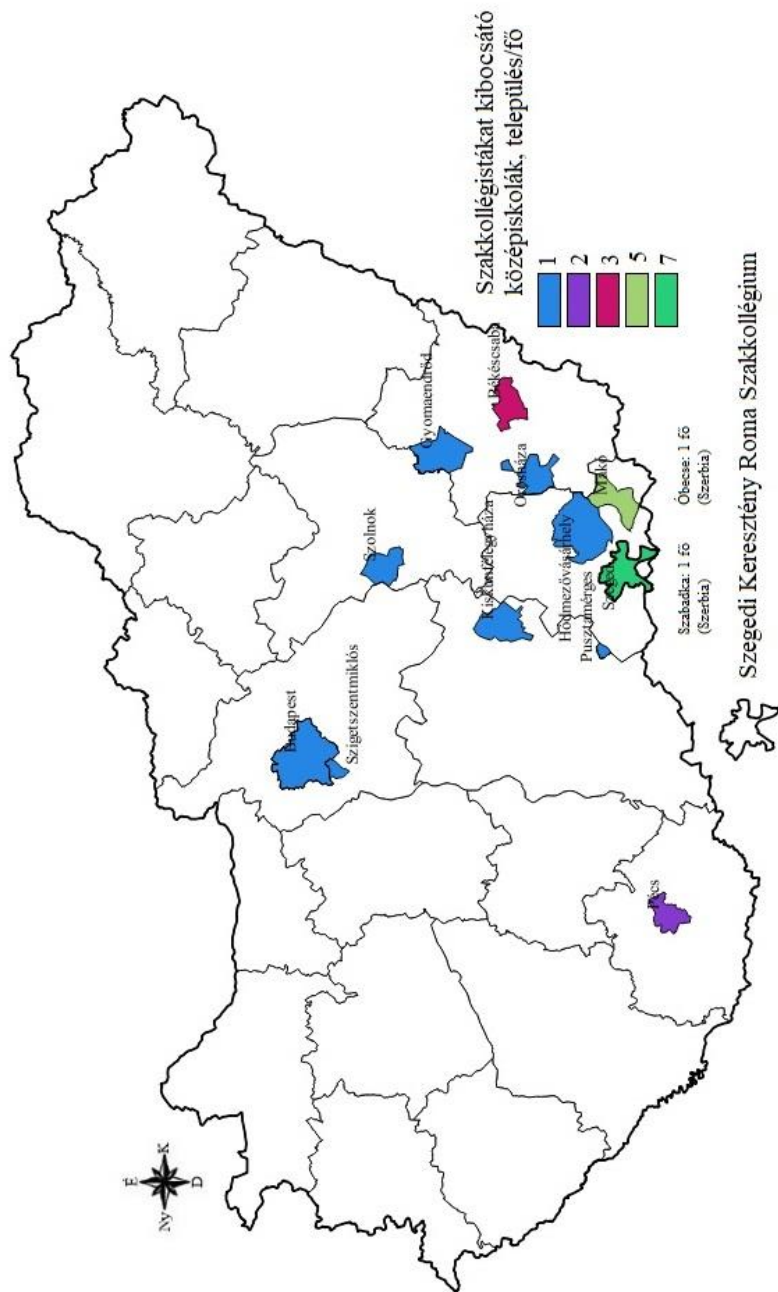 É
Ny
K
D
Budapest
Szigetszentmiklós
Szolnok
Gyomaendrőd
Kiskunfélegyháza
Orosháza
Békéscsaba
Hódmezővásárhely
Pusztamérges
Szeged
Makó
Pécs
Szabadka: 1 fő
(Szerbia)
Óbecse: 1 fő
(Szerbia)
Szakkollégistákat kibocsátó
középiskolák, település/fő
1
2
3
5
7
Szegedi Keresztény Roma Szakkollégium